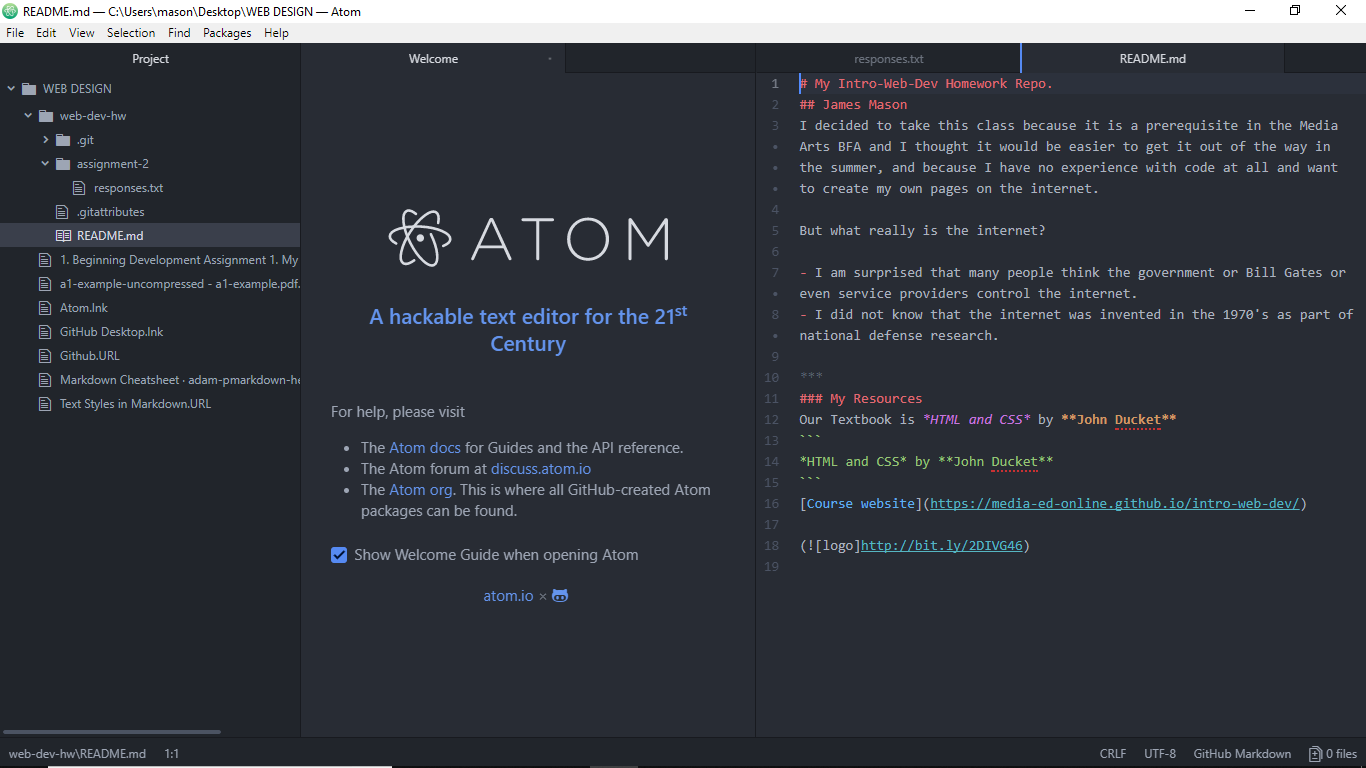 README.md — C:\Users\mason\Desktop\WEB DESIGN — Atom
File Edit View Selection Find Packages Help
Project
WEB DESIGN
web-dev-hw
.git
assignment-2
responses.txt
.gitattributes
README.md
1. Beginning Development Assignment 1. My
a1-example-uncompressed - a1-example.pdf.
Atom.lnk
GitHub Desktop.lnk
Github.URL
Markdown Cheatsheet · adam-pmarkdown-he
Text Styles in Markdown.URL
Welcome
ATOM
A hackable text editor for the 21st
Century
For help, please visit
• The Atom docs for Guides and the API reference.
• The Atom forum at discuss.atom.io
• The Atom org. This is where all GitHub-created Atom
packages can be found.
Show Welcome Guide when opening Atom
atom.io ×
responses.txt README.md
1 # My Intro-Web-Dev Homework Repo.
2 ## James Mason
3 I decided to take this class because it is a prerequisite in the Media
• Arts BFA and I thought it would be easier to get it out of the way in
• the summer, and because I have no experience with code at all and want
• to create my own pages on the internet.
4
5 But what really is the internet?
6
7 - I am surprised that many people think the government or Bill Gates or
• even service providers control the internet.
8 - I did not know that the internet was invented in the 1970's as part of
• national defense research.
9
10 ***
11 ### My Resources
12 Our Textbook is *HTML and CSS* by **John Ducket**
13 ```
14 *HTML and CSS* by **John Ducket**
15 ```
16 [Course website](https://media-ed-online.github.io/intro-web-dev/)
17
18 (![logo]http://bit.ly/2DIVG46)
19
web-dev-hw\README.md 1:1 CRLF UTF-8 GitHub Markdown 0 files